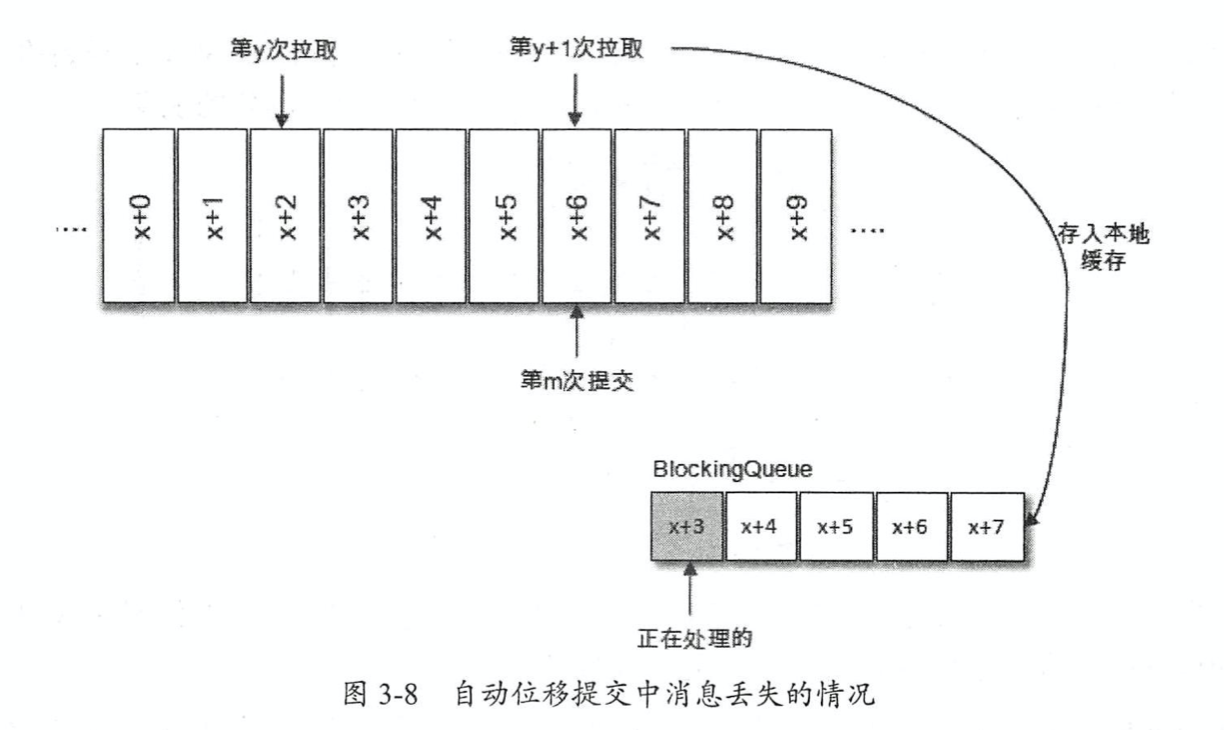 第y次拉取
第y+1次拉取
.... x+0 x+1 x+2 x+3 x+4 x+5 x+6 x+7 x+8 x+9 ....
存入本地
缓存
第m次提交
BlockingQueue
x+3 x+4 x+5 x+6 x+7
正在处理的
图 3-8 自动位移提交中消息丢失的情况